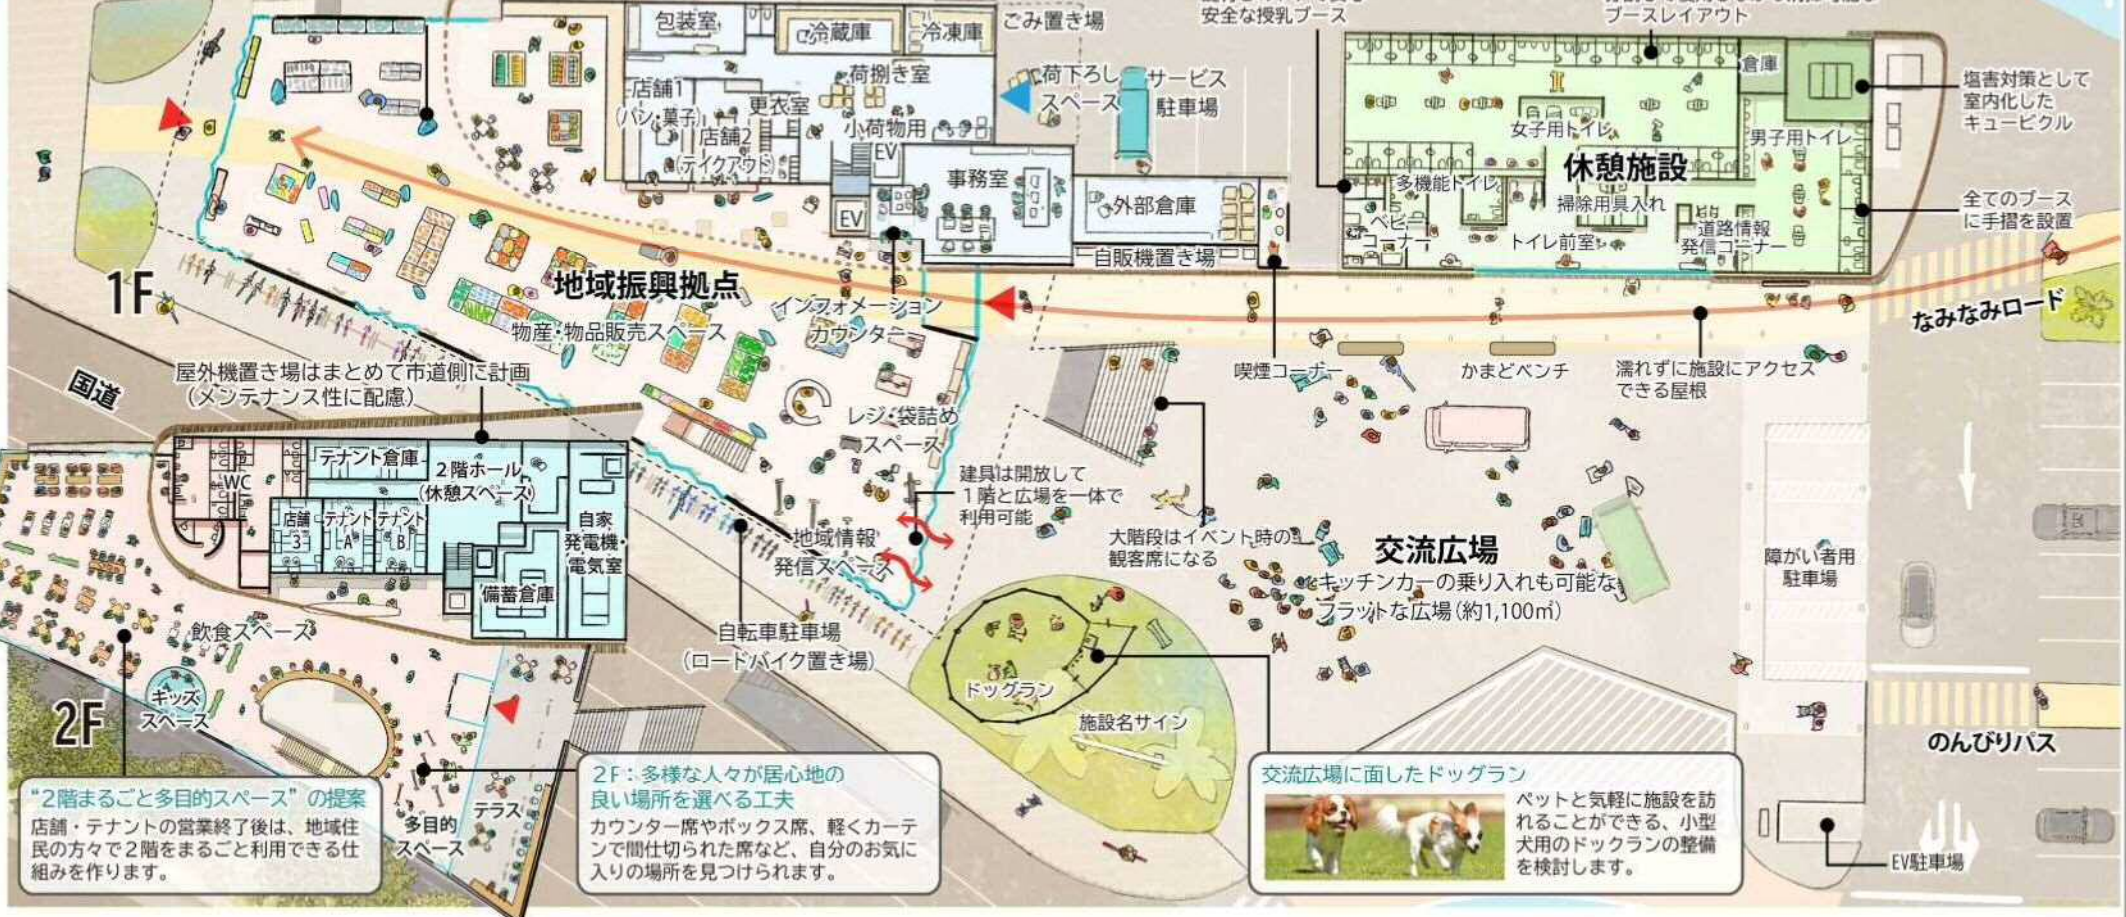 安全な授乳ブース
ブースレイアウト
包装室
冷蔵庫
冷凍庫
ごみ置き場
荷捌き室
荷下ろし
スペース
サービス
駐車場
店舗1
(パン・菓子)
更衣室
店舗2
(テイクアウト)
小荷物用
EV
EV
事務室
外部倉庫
自販機置き場
倉庫
女子用トイレ
男子用トイレ
休憩施設
多機能トイレ
掃除用具入れ
ベビー
コーナー
トイレ前室
道路情報
発信コーナー
塩害対策として
室内化した
キュービクル
全てのブース
に手摺を設置
なみなみロード
1F
地域振興拠点
物産・物品販売スペース
インフォメーション
カウンター
喫煙コーナー
かまどベンチ
濡れずに施設にアクセス
できる屋根
国道
屋外機置き場はまとめて市道側に計画
(メンテナンス性に配慮)
レジ・袋詰め
スペース
建具は開放して
1階と広場を一体で
利用可能
地域情報
発信スペース
大階段はイベント時の
観客席になる
交流広場
キッチンカーの乗り入れも可能な
フラットな広場(約1,100㎡)
障がい者用
駐車場
WC
テナント倉庫
2階ホール
(休憩スペース)
店舗
3
テナント
A
テナント
B
自家
発電機・
電気室
備蓄倉庫
飲食スペース
キッズ
スペース
2F
自転車駐車場
(ロードバイク置き場)
ドッグラン
施設名サイン
のんびりパス
EV駐車場
多目的
スペース
テラス
“2階まるごと多目的スペース”の提案
店舗・テナントの営業終了後は、地域住
民の方々で2階をまるごと利用できる仕
組みを作ります。
2F:多様な人々が居心地の
良い場所を選べる工夫
カウンター席やボックス席、軽くカーテ
ンで間仕切られた席など、自分のお気に
入りの場所を見つけられます。
交流広場に面したドッグラン
ペットと気軽に施設を訪
れることができる、小型
犬用のドックランの整備
を検討します。